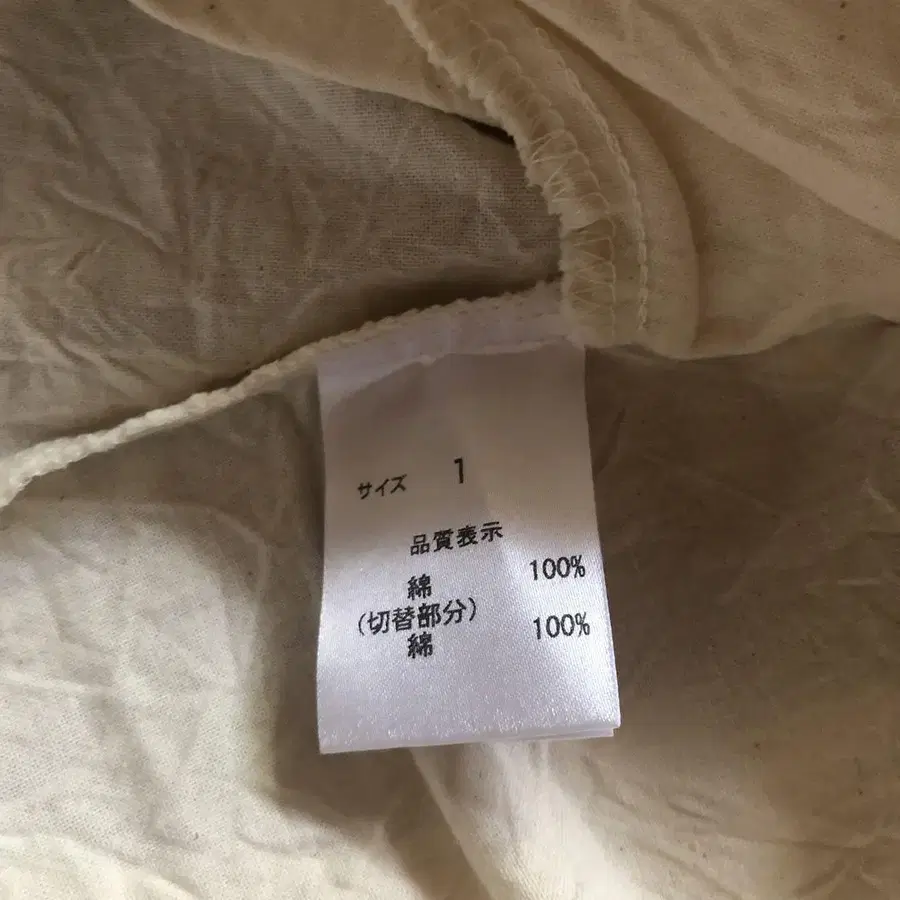 サイズ 1
品質表示
綿 100%
(切替部分)
綿 100%